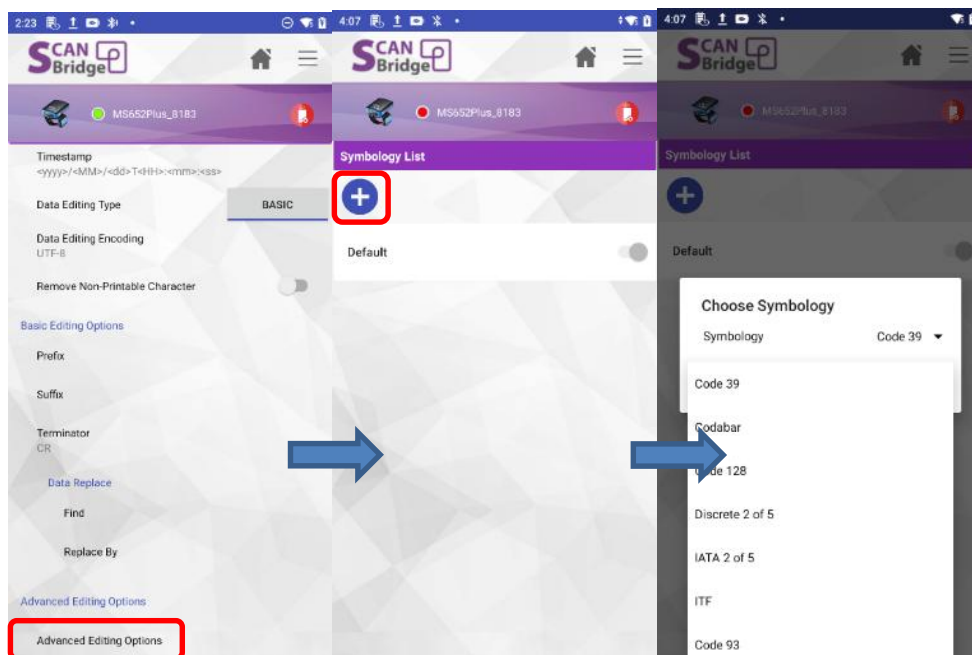 2:23
SCAN
Bridge
MS652Plus_8183
Timestamp
<yyyy>/<MM>/<dd>T<HH>:<mm>:<ss>
Data Editing Type
BASIC
Data Editing Encoding
UTF-8
Remove Non-Printable Character
Basic Editing Options
Prefix
Suffix
Terminator
CR
Data Replace
Find
Replace By
Advanced Editing Options
Advanced Editing Options
4:07
SCAN
Bridge
MS652Plus_8183
Symbology List
Default
4:07
SCAN
Bridge
MS652Plus_8183
Symbology List
Default
Choose Symbology
Symbology
Code 39
Code 39
Codabar
Code 128
Discrete 2 of 5
IATA 2 of 5
ITF
Code 93